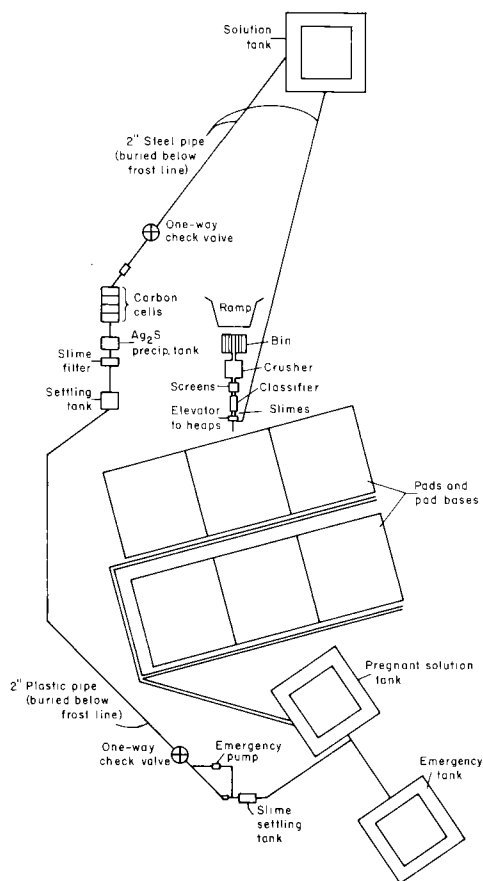 Solution
tank
2" Steel pipe
(buried below
frost line)
One-way
check valve
Carbon
cells
Ag2S
precip. tank
Slime
filter
Settling
tank
Ramp
Bin
Crusher
Screens
Classifier
Elevator
to heaps
Slimes
Pads and
pad bases
Pregnant solution
tank
2" Plastic pipe
(buried below
frost line)
One-way
check valve
Emergency
pump
Emergency
tank
Slime
settling
tank